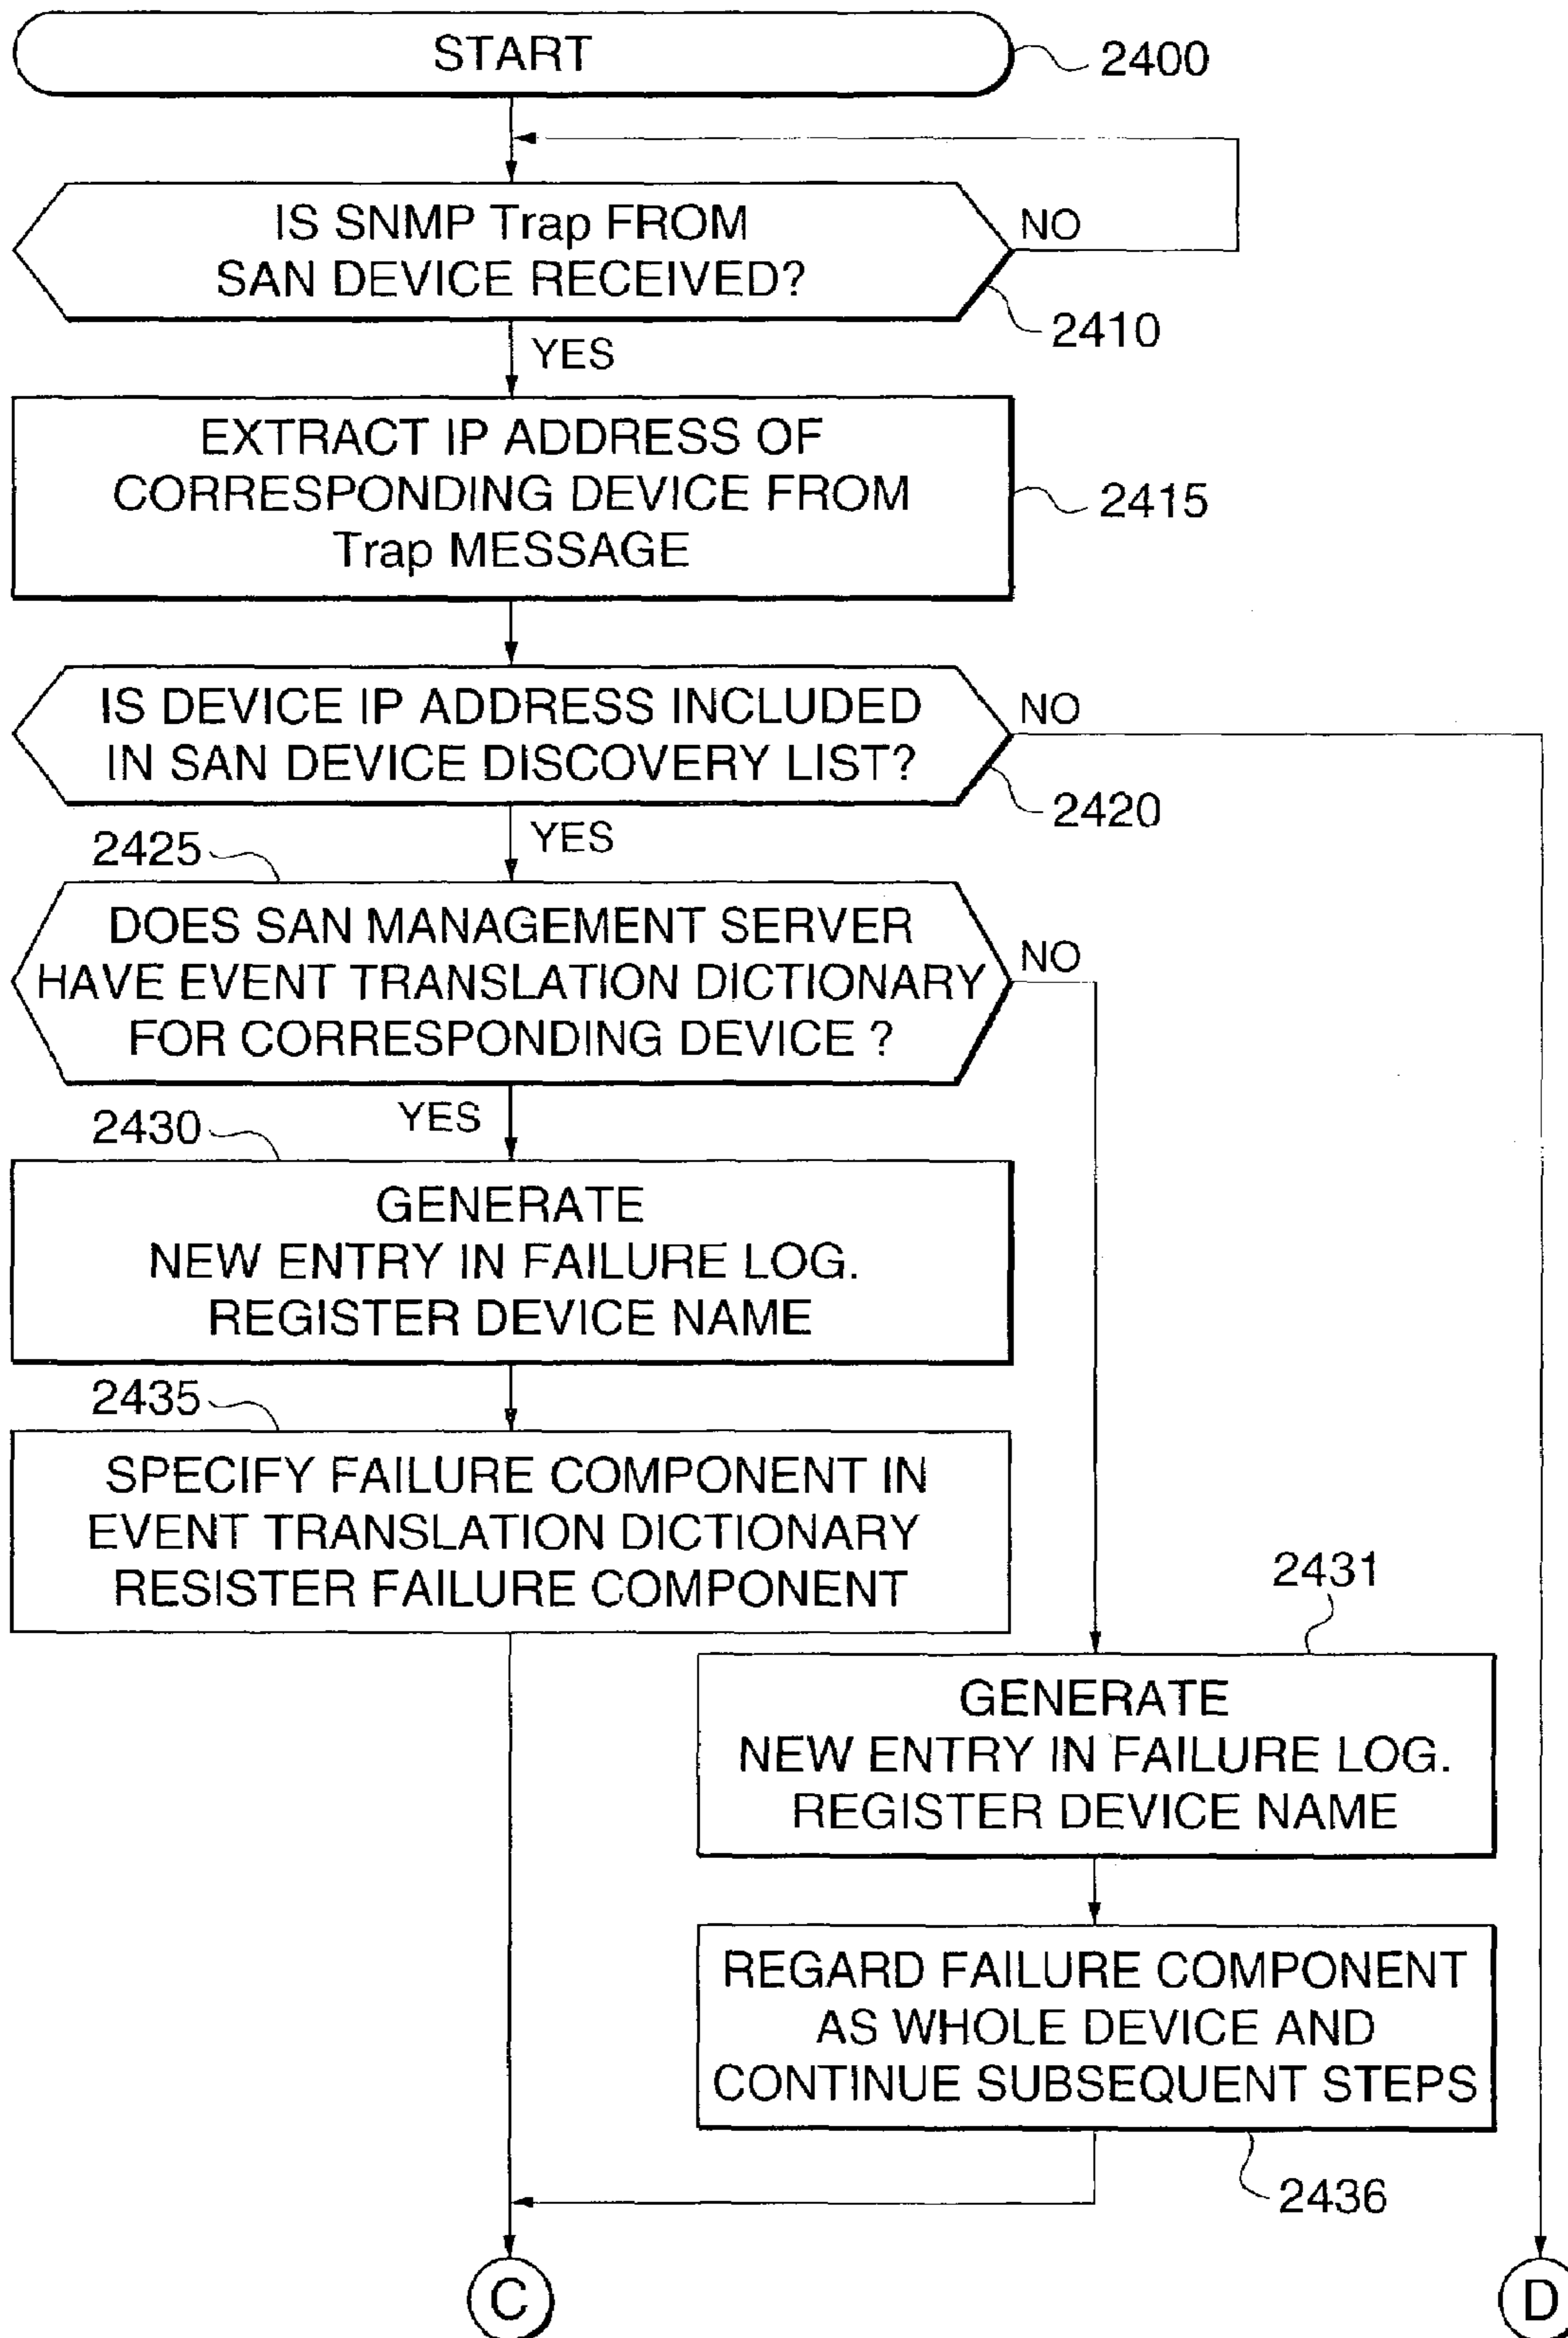 START
2400
IS SNMP Trap FROM
SAN DEVICE RECEIVED?
NO
2410
YES
EXTRACT IP ADDRESS OF
CORRESPONDING DEVICE FROM
Trap MESSAGE
2415
IS DEVICE IP ADDRESS INCLUDED
IN SAN DEVICE DISCOVERY LIST?
NO
2420
YES
2425
DOES SAN MANAGEMENT SERVER
HAVE EVENT TRANSLATION DICTIONARY
FOR CORRESPONDING DEVICE ?
NO
YES
2430
GENERATE
NEW ENTRY IN FAILURE LOG.
REGISTER DEVICE NAME
2435
SPECIFY FAILURE COMPONENT IN
EVENT TRANSLATION DICTIONARY
RESISTER FAILURE COMPONENT
2431
GENERATE
NEW ENTRY IN FAILURE LOG.
REGISTER DEVICE NAME
REGARD FAILURE COMPONENT
AS WHOLE DEVICE AND
CONTINUE SUBSEQUENT STEPS
2436
C
D